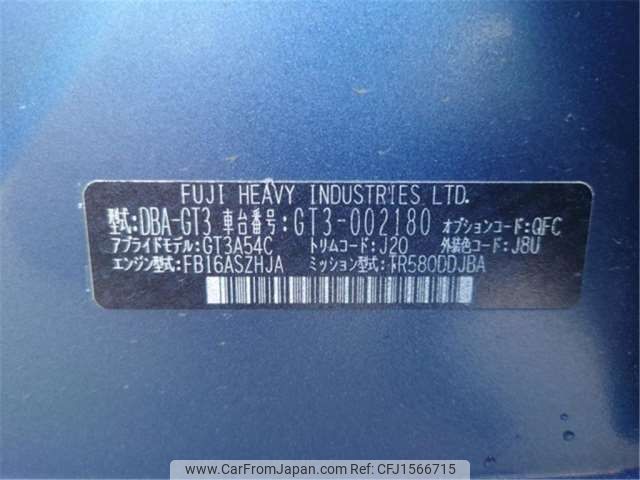 FUJI HEAVY INDUSTRIES LTD.
型式:DBA-GT3 車台番号:GT3-002180 オプションコード:QFC
アプライドモデル:GT3A54C トリムコード:J20 外装色コード:J8U
エンジン型式:FB16ASZHJA ミッション型式:TR580DDJBA
www.CarFromJapan.com - CFJ1566715